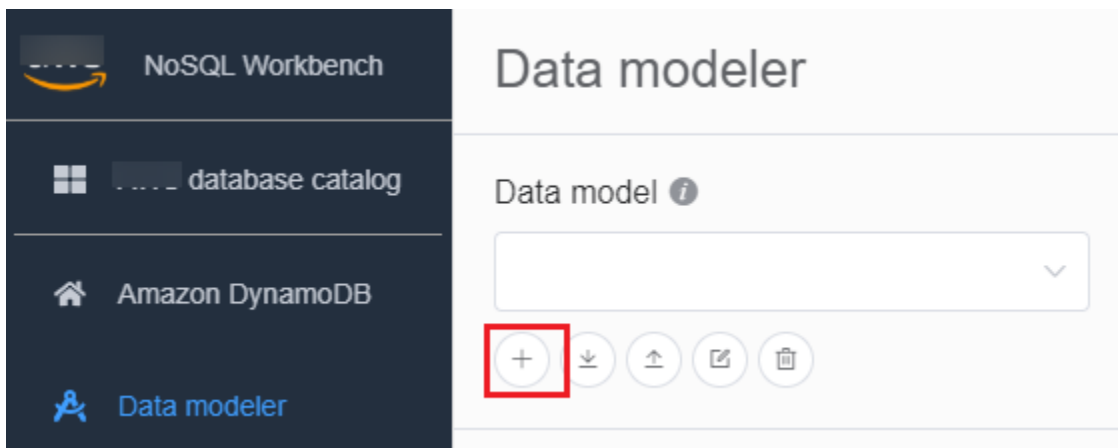 NoSQL Workbench
database catalog
Amazon DynamoDB
Data modeler
Data modeler
Data model